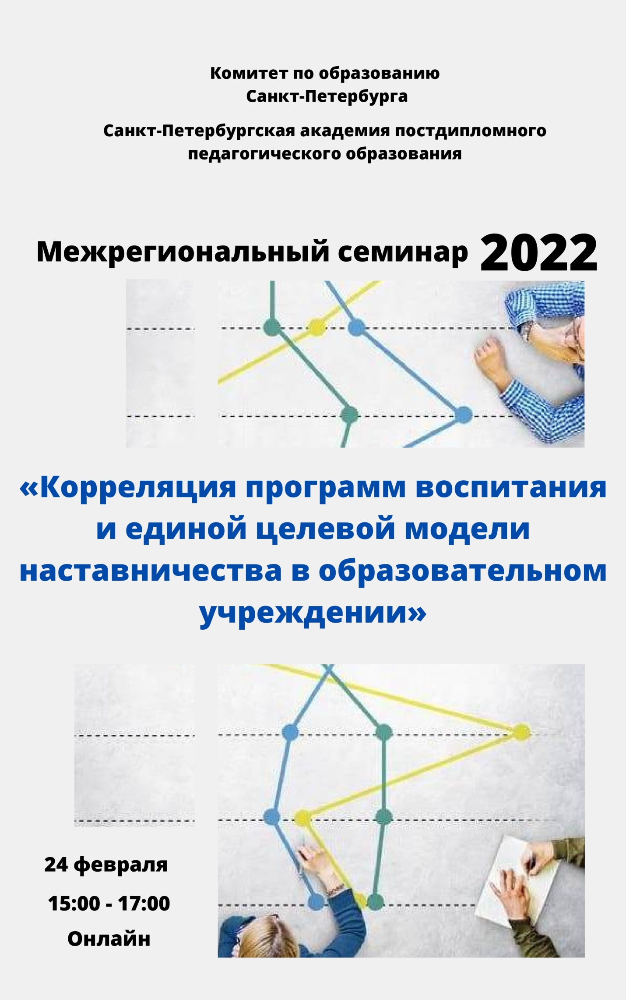 Комитет по образованию
Санкт-Петербурга
Санкт-Петербургская академия постдипломного
педагогического образования
Межрегиональный семинар 2022
«Корреляция программ воспитания
и единой целевой модели
наставничества в образовательном
учреждении»
24 февраля
15:00 - 17:00
Онлайн